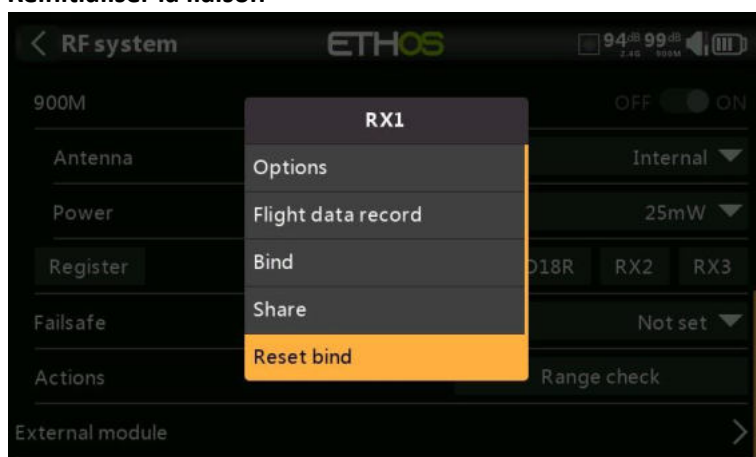 Réinitialiser la liaison
RF system ETHOS 94dB 2.4G 99dB 900M
900M OFF ON
RX1
Antenna Internal
Options
Power 25mW
Flight data record
Register D18R RX2 RX3
Bind
Failsafe Not set
Share
Actions Range check
Reset bind
External module